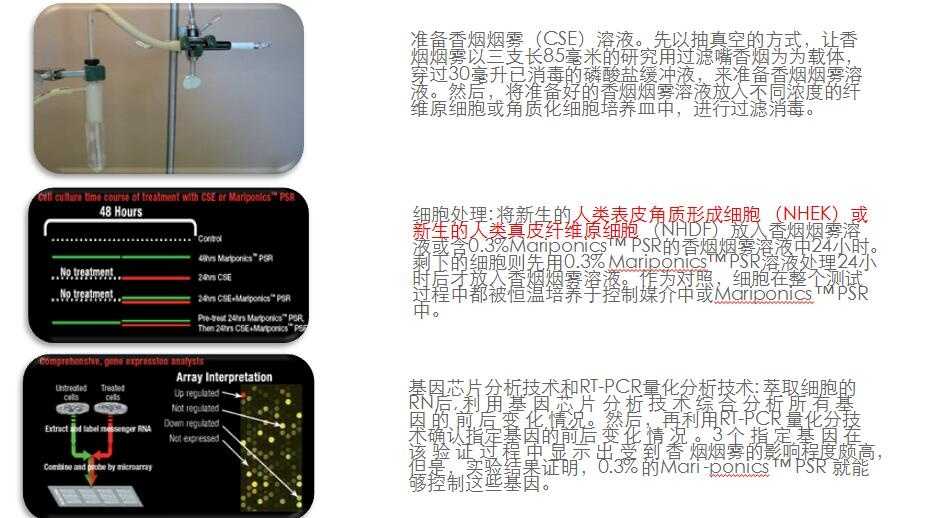 准备香烟烟雾（CSE）溶液。先以抽真空的方式，让香
烟烟雾以三支长85毫米的研究用过滤嘴香烟为为载体，
穿过30毫升已消毒的磷酸盐缓冲液，来准备香烟烟雾溶
液。然后，将准备好的香烟烟雾溶液放入不同浓度的纤
维原细胞或角质化细胞培养皿中，进行过滤消毒。
Cell culture time course of treatment with CSE or Mariponics™ PSR
48 Hours
Control
48hrs Mariponics™ PSR
No treatment
24hrs CSE
No treatment
24hrs CSE+Mariponics™ PSR
Pre-treat 24hrs Mariponics™ PSR,
Then 24hrs CSE+Mariponics™ PSR
细胞处理:将新生的人类表皮角质形成细胞（NHEK）或
新生的人类真皮纤维原细胞（NHDF）放入香烟烟雾溶
液或含0.3%Mariponics™ PSR的香烟烟雾溶液中24小时。
剩下的细胞则先用0.3% Mariponics™PSR溶液处理24小
时后才放入香烟烟雾溶液。作为对照，细胞在整个测试
过程中都被恒温培养于控制媒介中或Mariponics™PSR
中。
Comprehensive, gene expression analysis
Untreated
cells
Treated
cells
Extract and label messenger RNA
Combine and probe by microarray
Array Interpretation
Up regulated
Not regulated
Down regulated
Not expressed
基因芯片分析技术和RT-PCR量化分析技术:萃取细胞的
RN后,利用基因芯片分析技术综合分析所有基
因的前后变化情况。然后，再利用RT-PCR量化分技
术确认指定基因的前后变化情况。3个指定基因在
该验证过程中显示出受到香烟烟雾的影响程度颇高，
但是，实验结果证明，0.3%的Mari-ponics™PSR 就能
够控制这些基因。